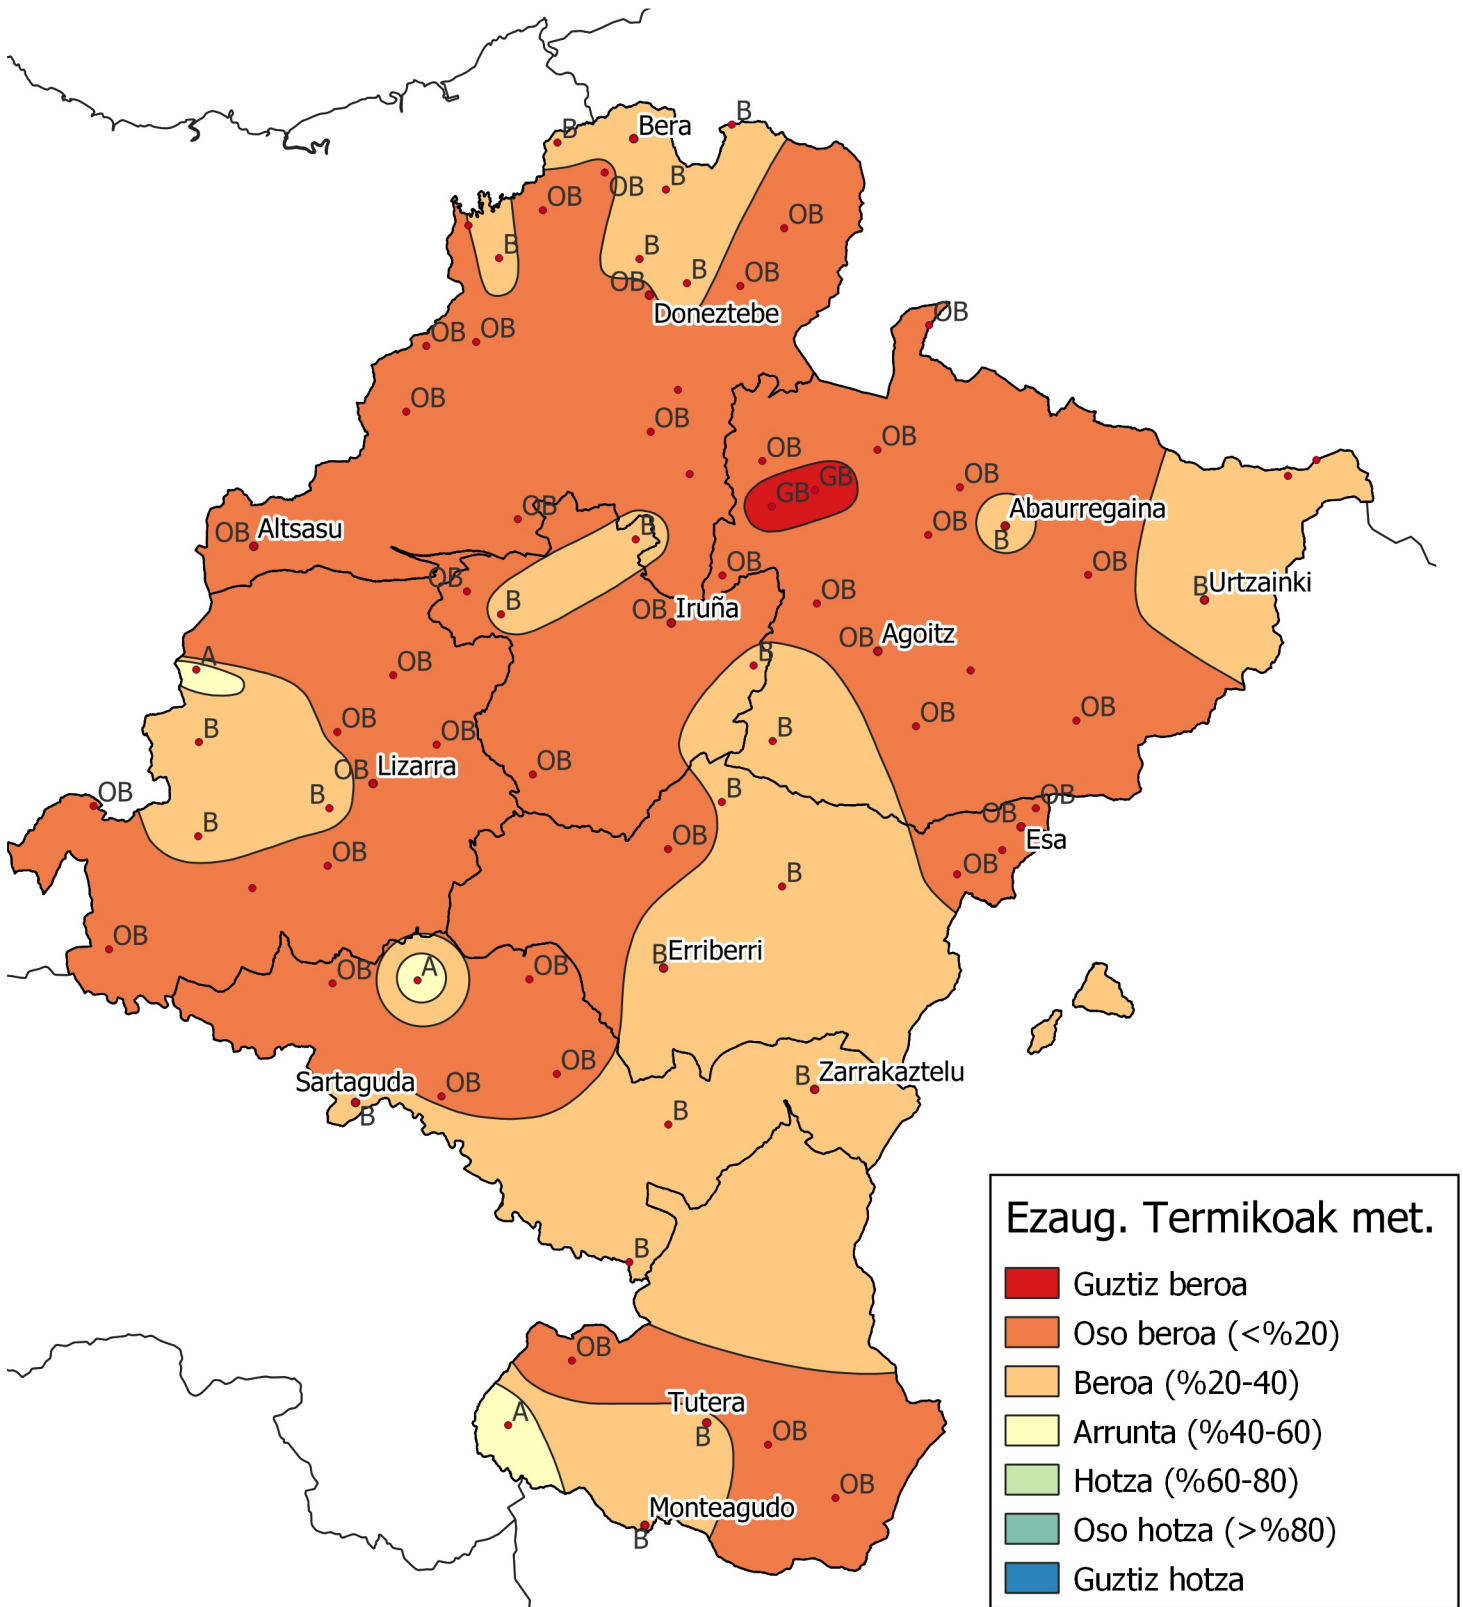 B
Bera
B
OB
B
OB
OB
B
B
B
OB
OB
Doneztebe
OB
OB
OB
OB
OB
OB
OB
OB
GB
GB
OB
OB
Abaurregaina
B
OB
B
OB
Altsasu
OB
OB
B
OB
OB
B
Urtzainki
OB
Iruña
OB
Agoitz
A
OB
B
B
OB
OB
B
OB
OB
OB
Lizarra
OB
OB
B
B
OB
OB
Esa
B
OB
OB
B
OB
OB
B
Erriberri
OB
A
OB
OB
B
Zarrakaztelu
Sartaguda
B
OB
B
B
OB
Tutera
B
A
OB
OB
Monteagudo
B
Ezaug. Termikoak met.
Guztiz beroa
Oso beroa (<%20)
Beroa (%20-40)
Arrunta (%40-60)
Hotza (%60-80)
Oso hotza (>%80)
Guztiz hotza